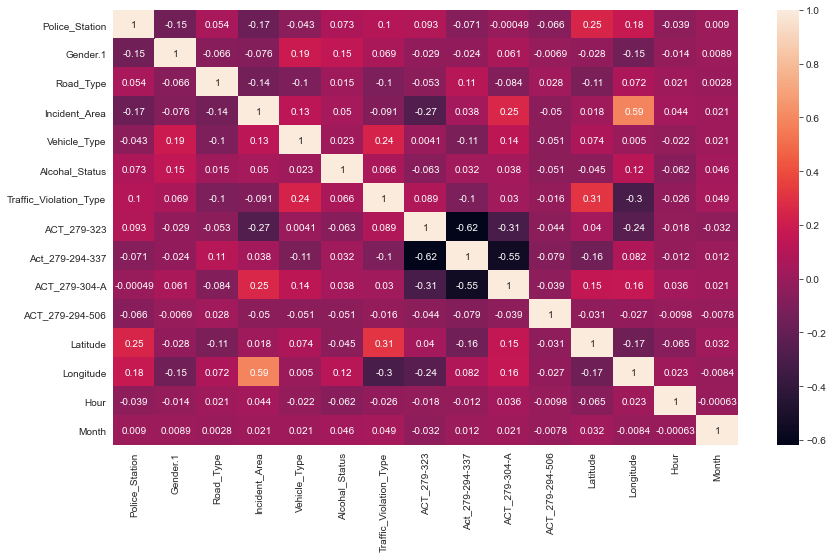 Police_Station 1 -0.15 0.054 -0.17 -0.043 0.073 0.1 0.093 -0.071 -0.00049 -0.066 0.25 0.18 -0.039 0.009
Gender.1 -0.15 1 -0.066 -0.076 0.19 0.15 0.069 -0.029 -0.024 0.061 -0.0069 -0.028 -0.15 -0.014 0.0089
Road_Type 0.054 -0.066 1 -0.14 -0.1 0.015 -0.1 -0.053 0.11 -0.084 0.028 -0.11 0.072 0.021 0.0028
Incident_Area -0.17 -0.076 -0.14 1 0.13 0.05 -0.091 -0.27 0.038 0.25 -0.05 0.018 0.59 0.044 0.021
Vehicle_Type -0.043 0.19 -0.1 0.13 1 0.023 0.24 0.0041 -0.11 0.14 -0.051 0.074 0.005 -0.022 0.021
Alcohal_Status 0.073 0.15 0.015 0.05 0.023 1 0.066 -0.063 0.032 0.038 -0.051 -0.045 0.12 -0.062 0.046
Traffic_Violation_Type 0.1 0.069 -0.1 -0.091 0.24 0.066 1 0.089 -0.1 0.03 -0.016 0.31 -0.3 -0.026 0.049
ACT_279-323 0.093 -0.029 -0.053 -0.27 0.0041 -0.063 0.089 1 -0.62 -0.31 -0.044 0.04 -0.24 -0.018 -0.032
Act_279-294-337 -0.071 -0.024 0.11 0.038 -0.11 0.032 -0.1 -0.62 1 -0.55 -0.079 -0.16 0.082 -0.012 0.012
ACT_279-304-A -0.00049 0.061 -0.084 0.25 0.14 0.038 0.03 -0.31 -0.55 1 -0.039 0.15 0.16 0.036 0.021
ACT_279-294-506 -0.066 -0.0069 0.028 -0.05 -0.051 -0.051 -0.016 -0.044 -0.079 -0.039 1 -0.031 -0.027 -0.0098 -0.0078
Latitude 0.25 -0.028 -0.11 0.018 0.074 -0.045 0.31 0.04 -0.16 0.15 -0.031 1 -0.17 -0.065 0.032
Longitude 0.18 -0.15 0.072 0.59 0.005 0.12 -0.3 -0.24 0.082 0.16 -0.027 -0.17 1 0.023 -0.0084
Hour -0.039 -0.014 0.021 0.044 -0.022 -0.062 -0.026 -0.018 -0.012 0.036 -0.0098 -0.065 0.023 1 -0.00063
Month 0.009 0.0089 0.0028 0.021 0.021 0.046 0.049 -0.032 0.012 0.021 -0.0078 0.032 -0.0084 -0.00063 1
Police_Station
Gender.1
Road_Type
Incident_Area
Vehicle_Type
Alcohal_Status
Traffic_Violation_Type
ACT_279-323
Act_279-294-337
ACT_279-304-A
ACT_279-294-506
Latitude
Longitude
Hour
Month
1.0
0.8
0.6
0.4
0.2
0.0
−0.2
−0.4
−0.6